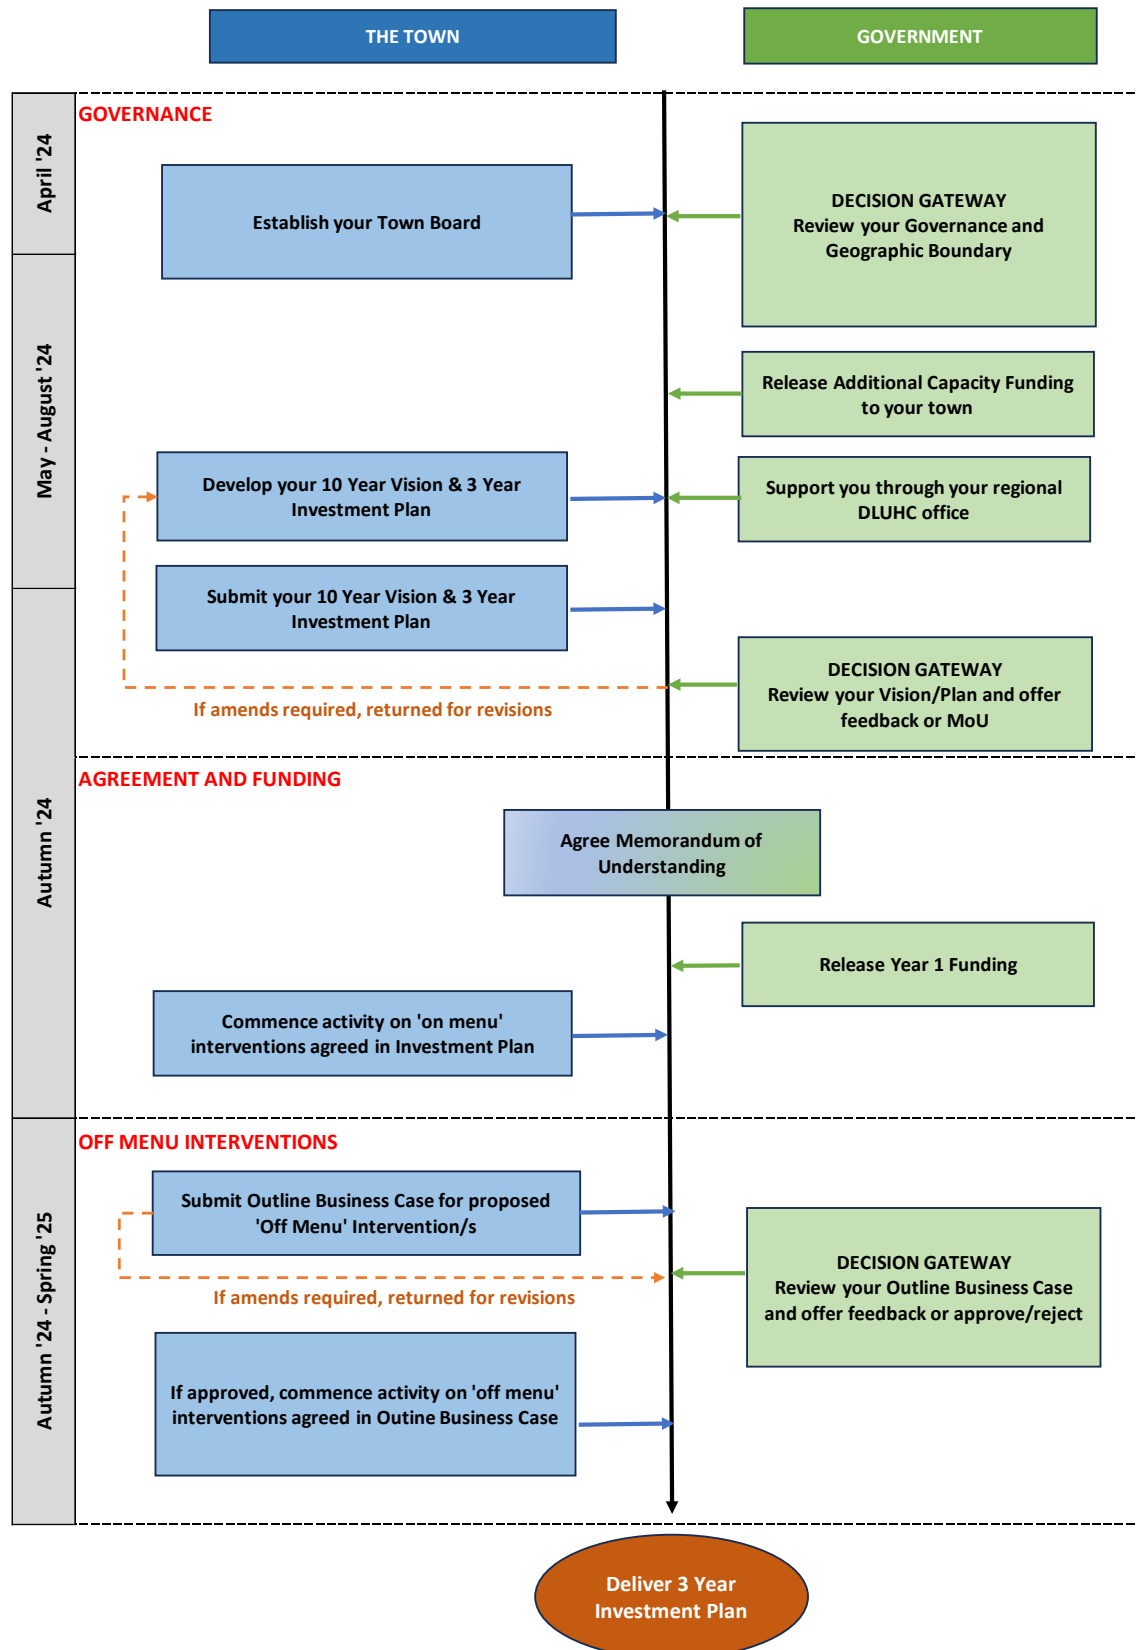 THE TOWN
GOVERNMENT
April '24
GOVERNANCE
Establish your Town Board
DECISION GATEWAY
Review your Governance and
Geographic Boundary
May - August '24
Release Additional Capacity Funding
to your town
Develop your 10 Year Vision & 3 Year
Investment Plan
Support you through your regional
DLUHC office
Submit your 10 Year Vision & 3 Year
Investment Plan
DECISION GATEWAY
Review your Vision/Plan and offer
feedback or MoU
If amends required, returned for revisions
Autumn '24
AGREEMENT AND FUNDING
Agree Memorandum of
Understanding
Release Year 1 Funding
Commence activity on 'on menu'
interventions agreed in Investment Plan
Autumn '24 - Spring '25
OFF MENU INTERVENTIONS
Submit Outline Business Case for proposed
'Off Menu' Intervention/s
DECISION GATEWAY
Review your Outline Business Case
and offer feedback or approve/reject
If amends required, returned for revisions
If approved, commence activity on 'off menu'
interventions agreed in Outine Business Case
Deliver 3 Year
Investment Plan